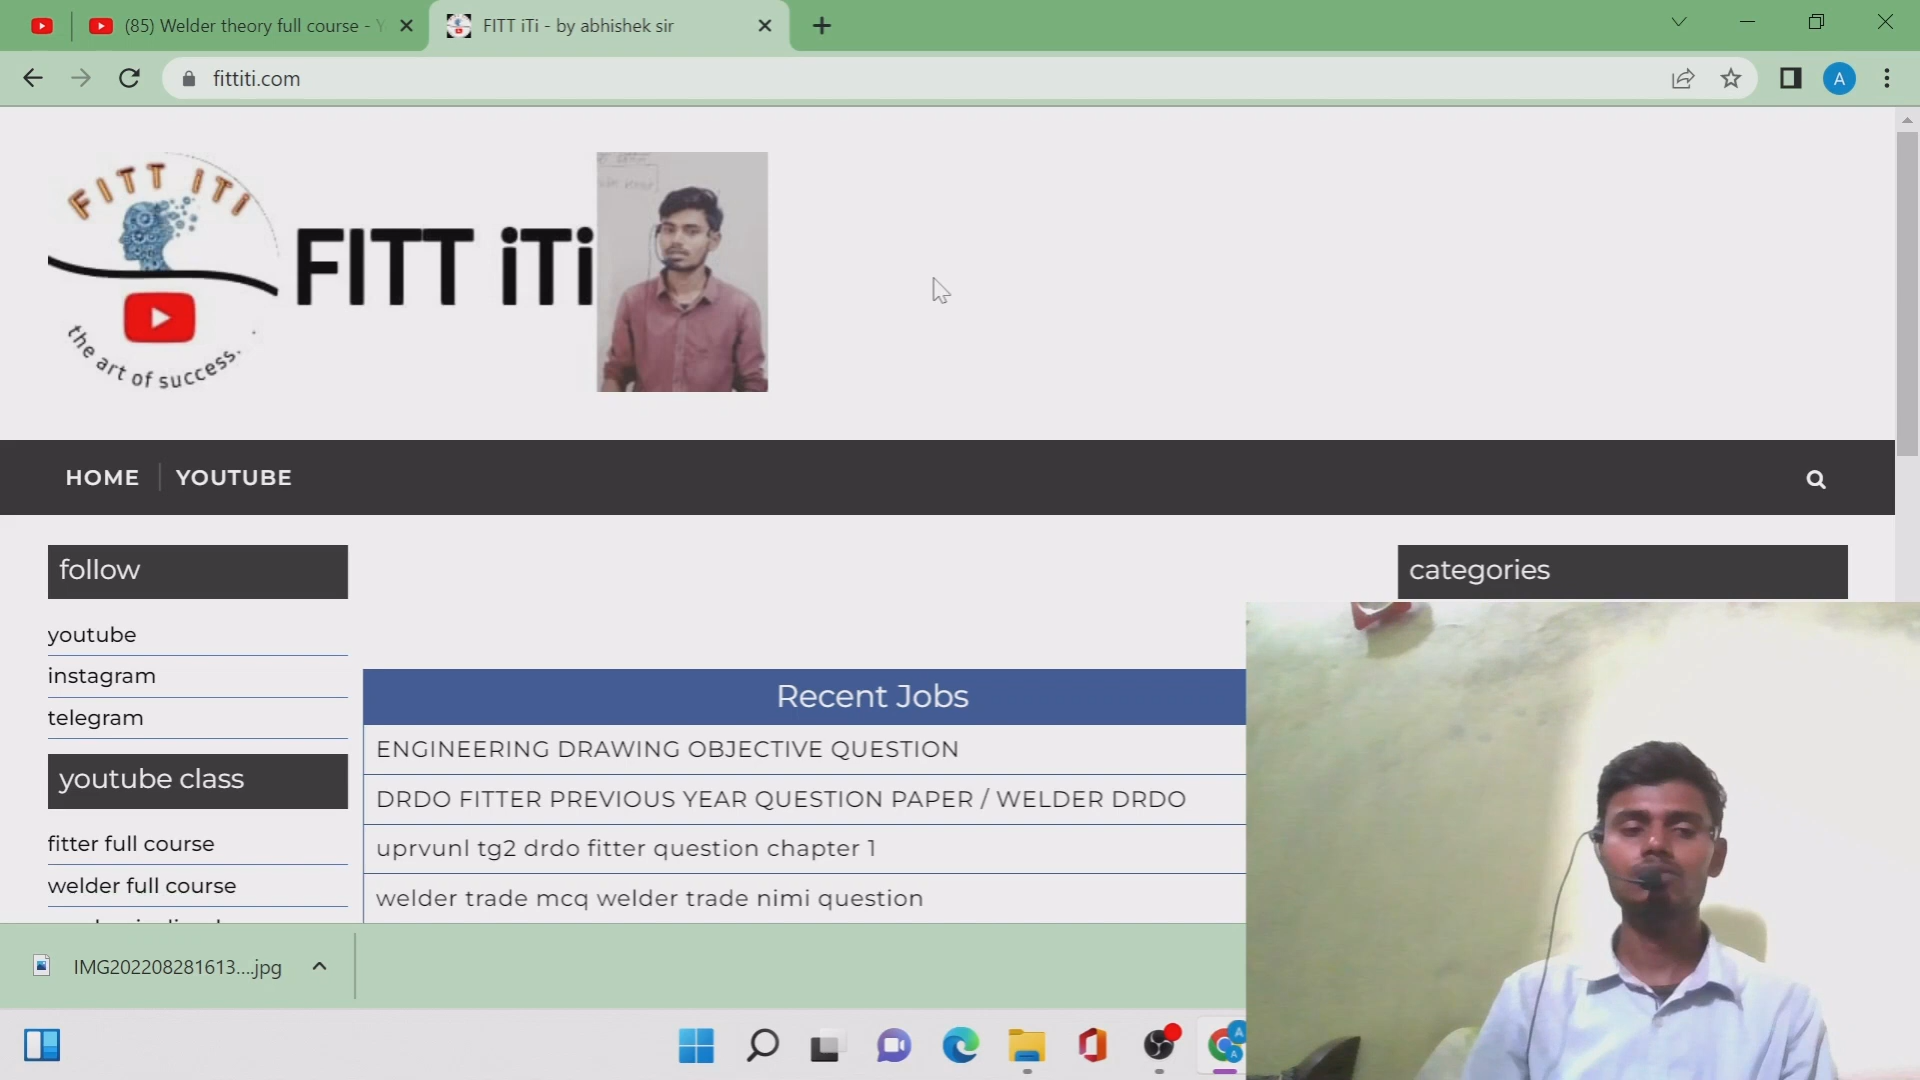 (85) Welder theory full course - Y
FITT iTi - by abhishek sir
fittiti.com
A
FITT iTi
the art of success.
FITT iTi
HOME
YOUTUBE
follow
categories
youtube
instagram
telegram
Recent Jobs
ENGINEERING DRAWING OBJECTIVE QUESTION
youtube class
DRDO FITTER PREVIOUS YEAR QUESTION PAPER / WELDER DRDO
fitter full course
uprvunl tg2 drdo fitter question chapter 1
welder full course
welder trade mcq welder trade nimi question
IMG202208281613....jpg
A
A